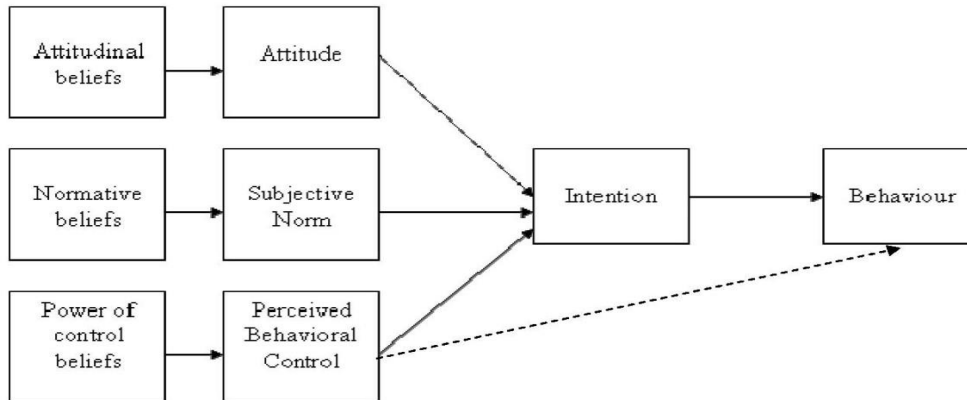 Attitudinal
beliefs
Attitude
Normative
beliefs
Subjective
Norm
Intention
Behaviour
Power of
control
beliefs
Perceived
Behavioral
Control